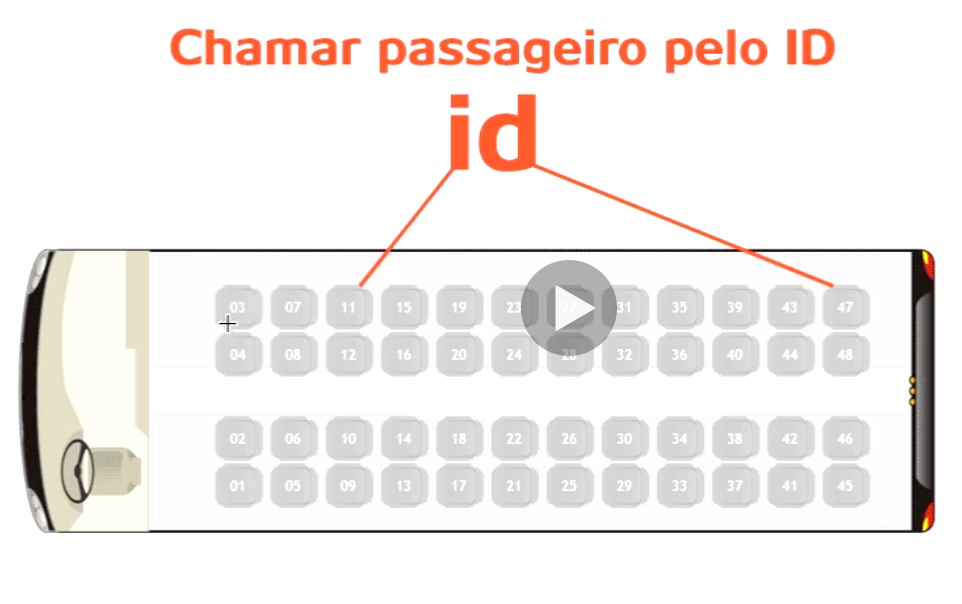 Chamar passageiro pelo ID
id
03 07 11 15 19 23 27 31 35 39 43 47
04 08 12 16 20 24 28 32 36 40 44 48
02 06 10 14 18 22 26 30 34 38 42 46
01 05 09 13 17 21 25 29 33 37 41 45